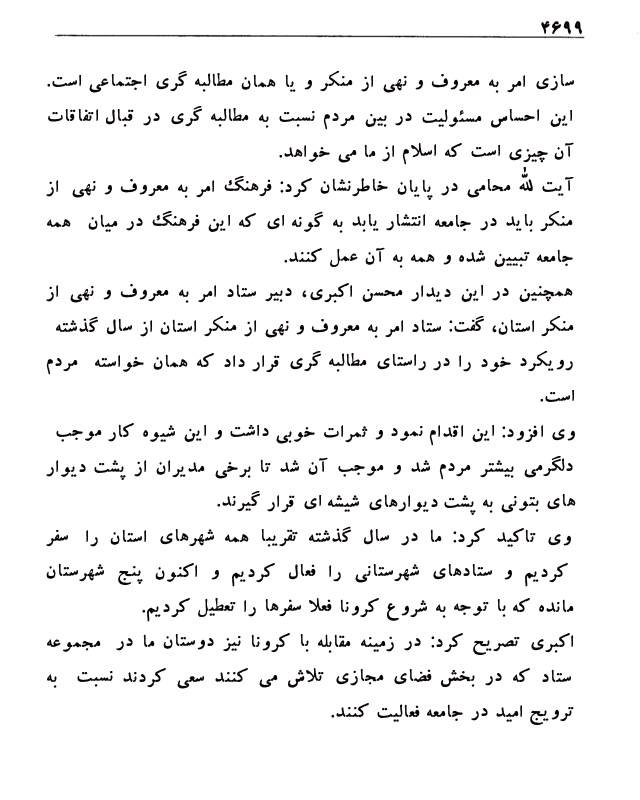 ۴۶۹۹
سازی امر به معروف و نهی از منکر و یا همان مطالبه گری اجتماعی است.
این احساس مسئولیت در بین مردم نسبت به مطالبه گری در قبال اتفاقات
آن چیزی است که اسلام از ما می خواهد.
آیت الله محامی در پایان خاطرنشان کرد: فرهنگ امر به معروف و نهی از
منکر باید در جامعه انتشار یابد به گونه ای که این فرهنگ در میان همه
جامعه تبیین شده و همه به آن عمل کنند.
همچنین در این دیدار محسن اکبری، دبیر ستاد امر به معروف و نهی از
منکر استان، گفت: ستاد امر به معروف و نهی از منکر استان از سال گذشته
رویکرد خود را در راستای مطالبه گری قرار داد که همان خواسته مردم
است.
وی افزود: این اقدام نمود و ثمرات خوبی داشت و این شیوه کار موجب
دلگرمی بیشتر مردم شد و موجب آن شد تا برخی مدیران از پشت دیوار
های بتونی به پشت دیوارهای شیشه ای قرار گیرند.
وی تاکید کرد: ما در سال گذشته تقریبا همه شهرهای استان را سفر
کردیم و ستادهای شهرستانی را فعال کردیم و اکنون پنج شهرستان
مانده که با توجه به شروع کرونا فعلا سفرها را تعطیل کردیم.
اکبری تصریح کرد: در زمینه مقابله با کرونا نیز دوستان ما در مجموعه
ستاد که در بخش فضای مجازی تلاش می کنند سعی کردند نسبت به
ترویج امید در جامعه فعالیت کنند.